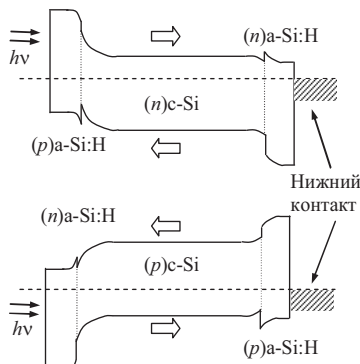 (n)a-Si:H
hν
(n)c-Si
(p)a-Si:H
Нижний
контакт
(n)a-Si:H
(p)c-Si
hν
(p)a-Si:H